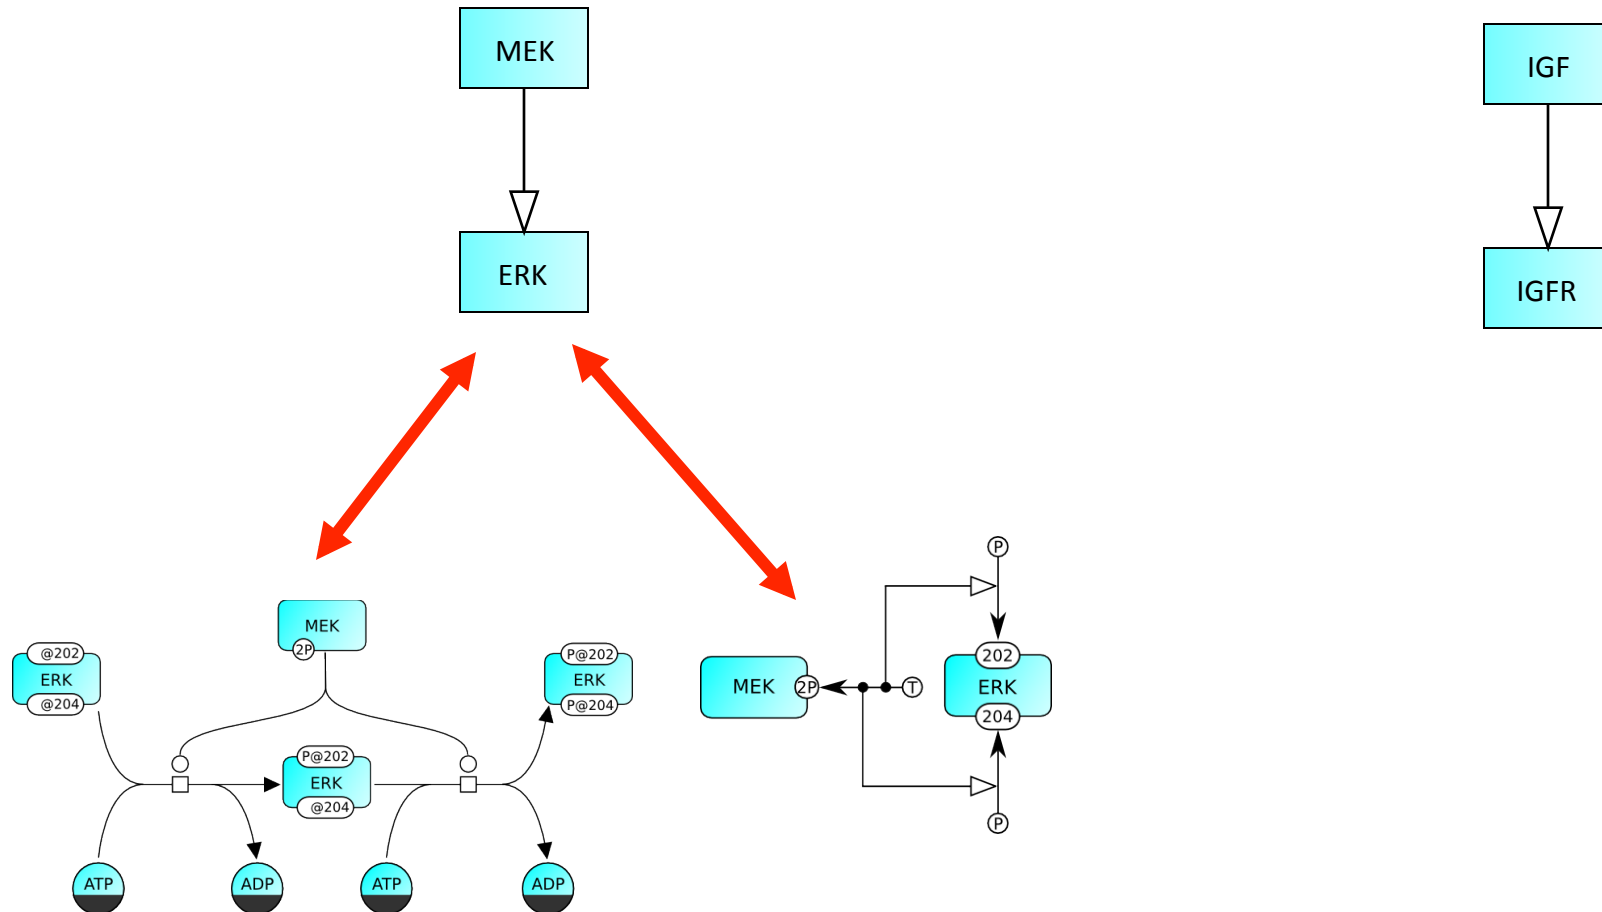 MEK
IGF
ERK
IGFR
MEK
2P
@202
ERK
@204
P@202
ERK
P@204
P@202
ERK
@204
ATP
ADP
ATP
ADP
P
202
MEK
2P
T
ERK
204
P